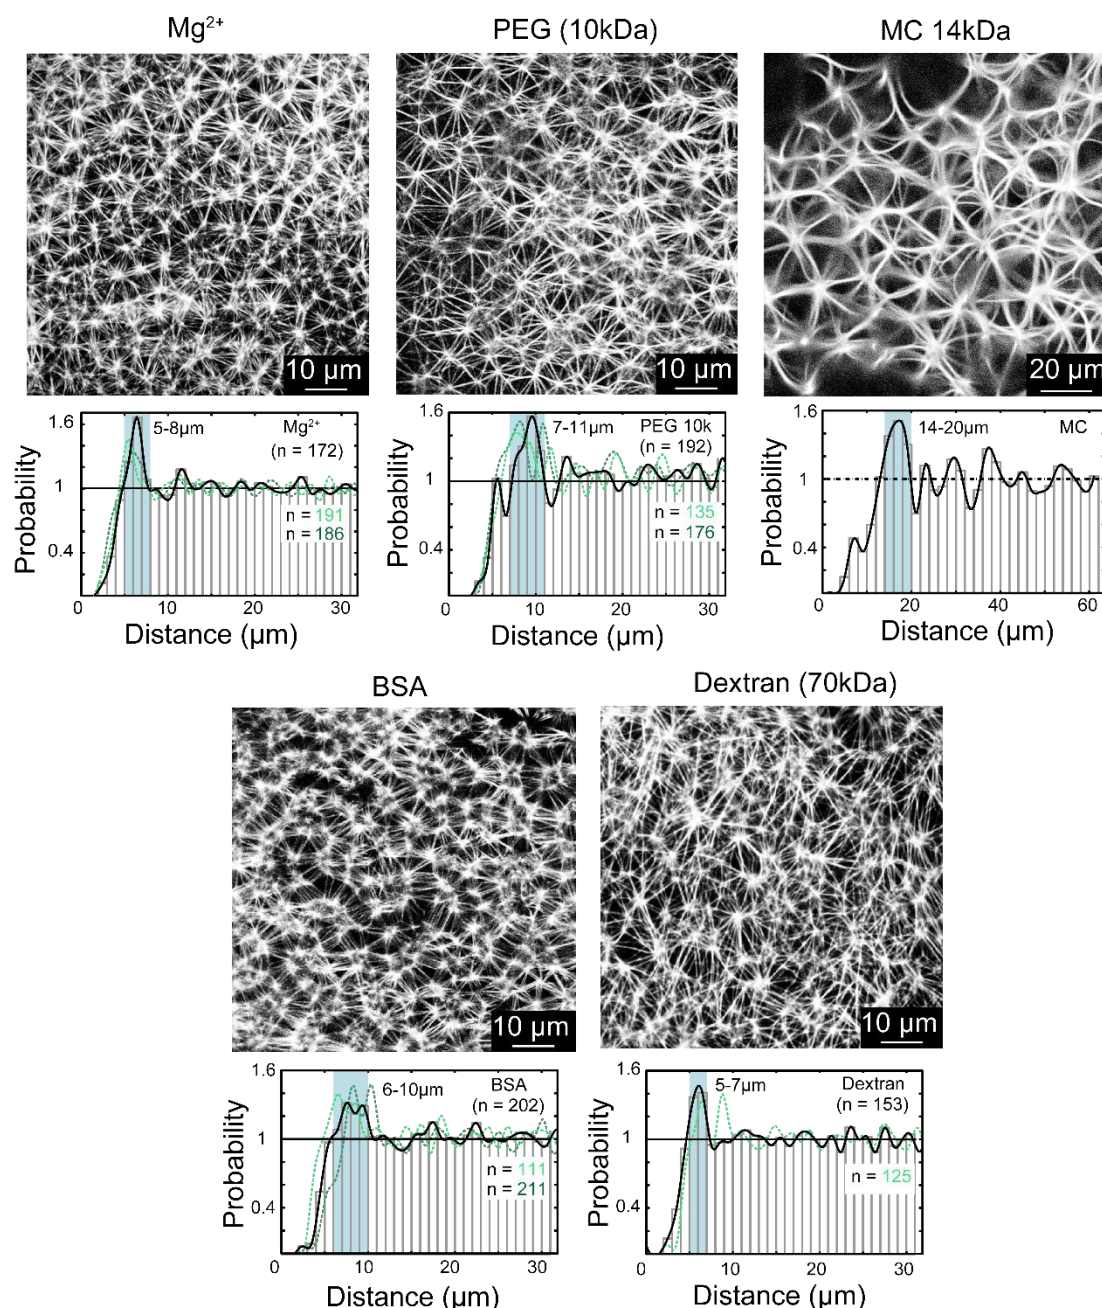 Mg²⁺
PEG (10kDa)
MC 14kDa
10 µm
10 µm
20 µm
Probability
1.6
1
0.4
5-8µm
Mg²⁺
(n = 172)
n = 191
n = 186
0
10
20
30
Distance (µm)
Probability
1.6
1
0.4
7-11µm
PEG 10k
(n = 192)
n = 135
n = 176
0
10
20
30
Distance (µm)
Probability
1.6
1
0.4
14-20µm
MC
0
20
40
60
Distance (µm)
BSA
Dextran (70kDa)
10 µm
10 µm
Probability
1.6
1
0.4
6-10µm
BSA
(n = 202)
n = 111
n = 211
0
10
20
30
Distance (µm)
Probability
1.6
1
0.4
5-7µm
Dextran
(n = 153)
n = 125
0
10
20
30
Distance (µm)